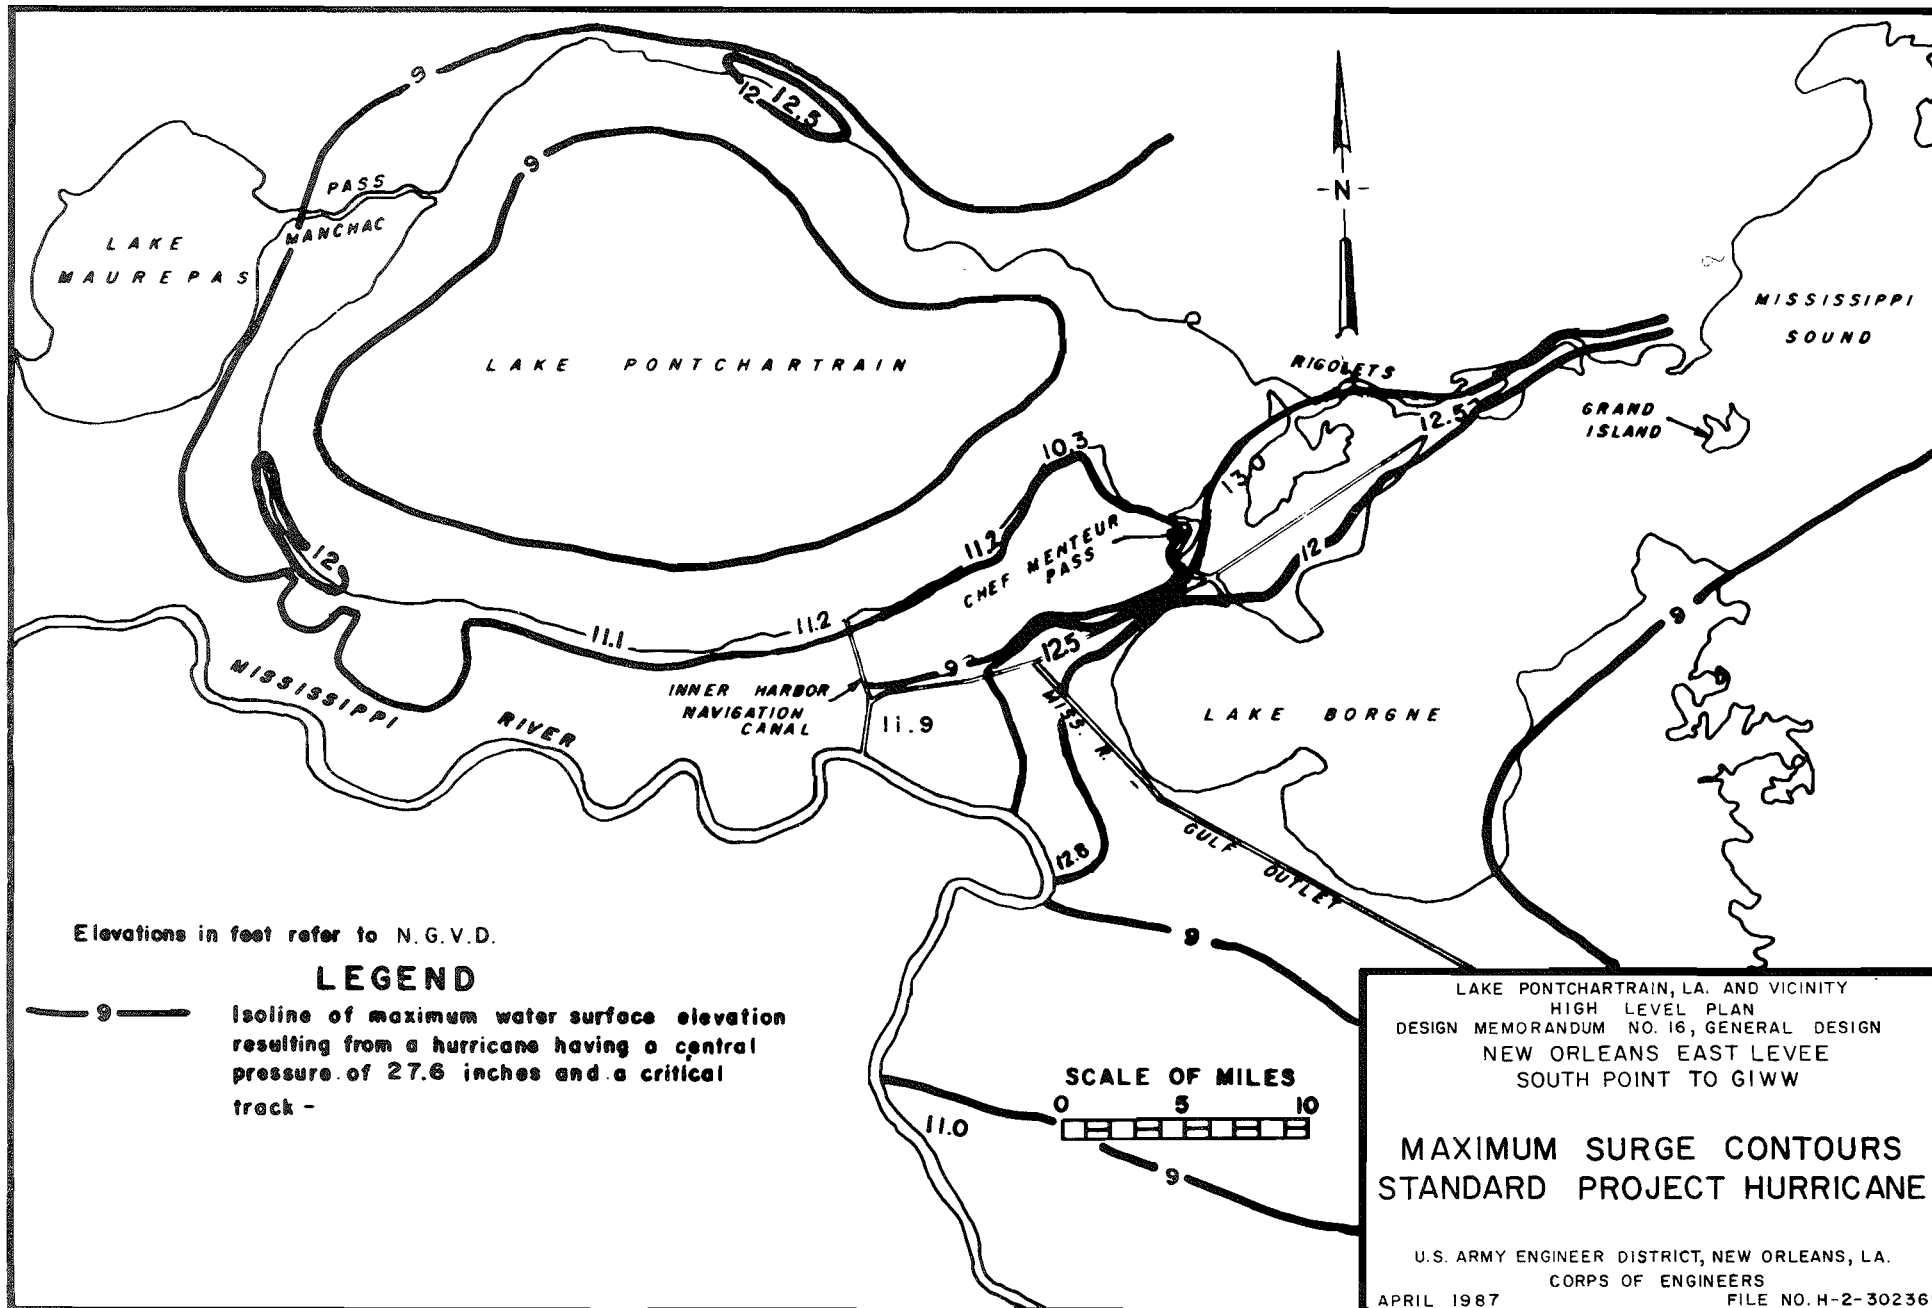 9
12
12.5
9
PASS
MANCHAC
LAKE
MAUREPAS
- N -
MISSISSIPPI
SOUND
LAKE PONTCHARTRAIN
RIGOLETS
GRAND
ISLAND
12.5
10.3
13
11.2
CHEF MENTEUR
PASS
12
12
9
11.1
11.2
12.5
9
MISSISSIPPI
RIVER
INNER HARBOR
NAVIGATION
CANAL
11.9
MISS. R. -
GULF
OUTLET
LAKE BORGNE
12.8
9
11.0
9
Elevations in feet refer to N.G.V.D.
LEGEND
9
Isoline of maximum water surface elevation
resulting from a hurricane having a central
pressure of 27.6 inches and a critical
track -
SCALE OF MILES
0 5 10
LAKE PONTCHARTRAIN, LA. AND VICINITY
HIGH LEVEL PLAN
DESIGN MEMORANDUM NO. 16, GENERAL DESIGN
NEW ORLEANS EAST LEVEE
SOUTH POINT TO GIWW
MAXIMUM SURGE CONTOURS
STANDARD PROJECT HURRICANE
U.S. ARMY ENGINEER DISTRICT, NEW ORLEANS, LA.
CORPS OF ENGINEERS
APRIL 1987 FILE NO. H-2-30236